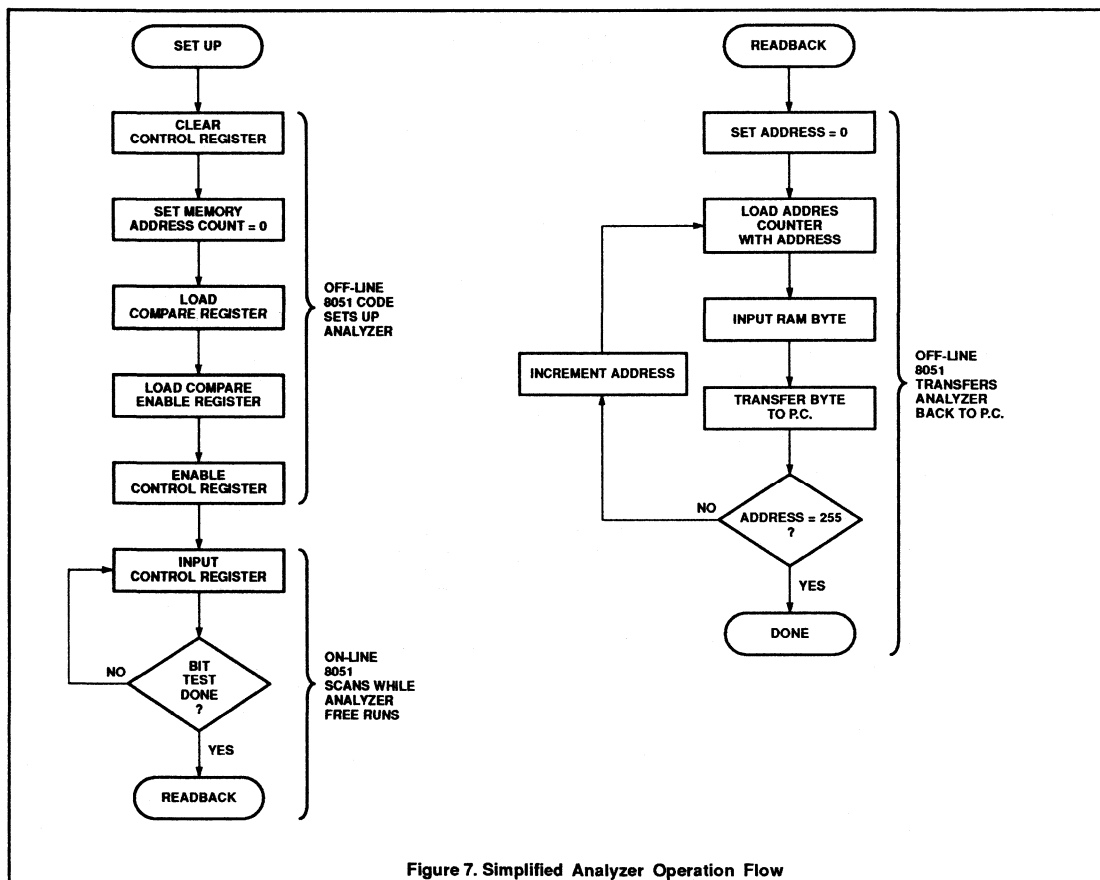 SET UP
CLEAR
CONTROL REGISTER
SET MEMORY
ADDRESS COUNT = 0
LOAD
COMPARE REGISTER
LOAD COMPARE
ENABLE REGISTER
ENABLE
CONTROL REGISTER
OFF-LINE
8051 CODE
SETS UP
ANALYZER
INPUT
CONTROL REGISTER
NO
BIT
TEST
DONE
?
YES
READBACK
ON-LINE
8051
SCANS WHILE
ANALYZER
FREE RUNS
READBACK
SET ADDRESS = 0
LOAD ADDRES
COUNTER
WITH ADDRESS
INPUT RAM BYTE
INCREMENT ADDRESS
TRANSFER BYTE
TO P.C.
NO
ADDRESS = 255
?
YES
DONE
OFF-LINE
8051
TRANSFERS
ANALYZER
BACK TO P.C.
Figure 7. Simplified Analyzer Operation Flow